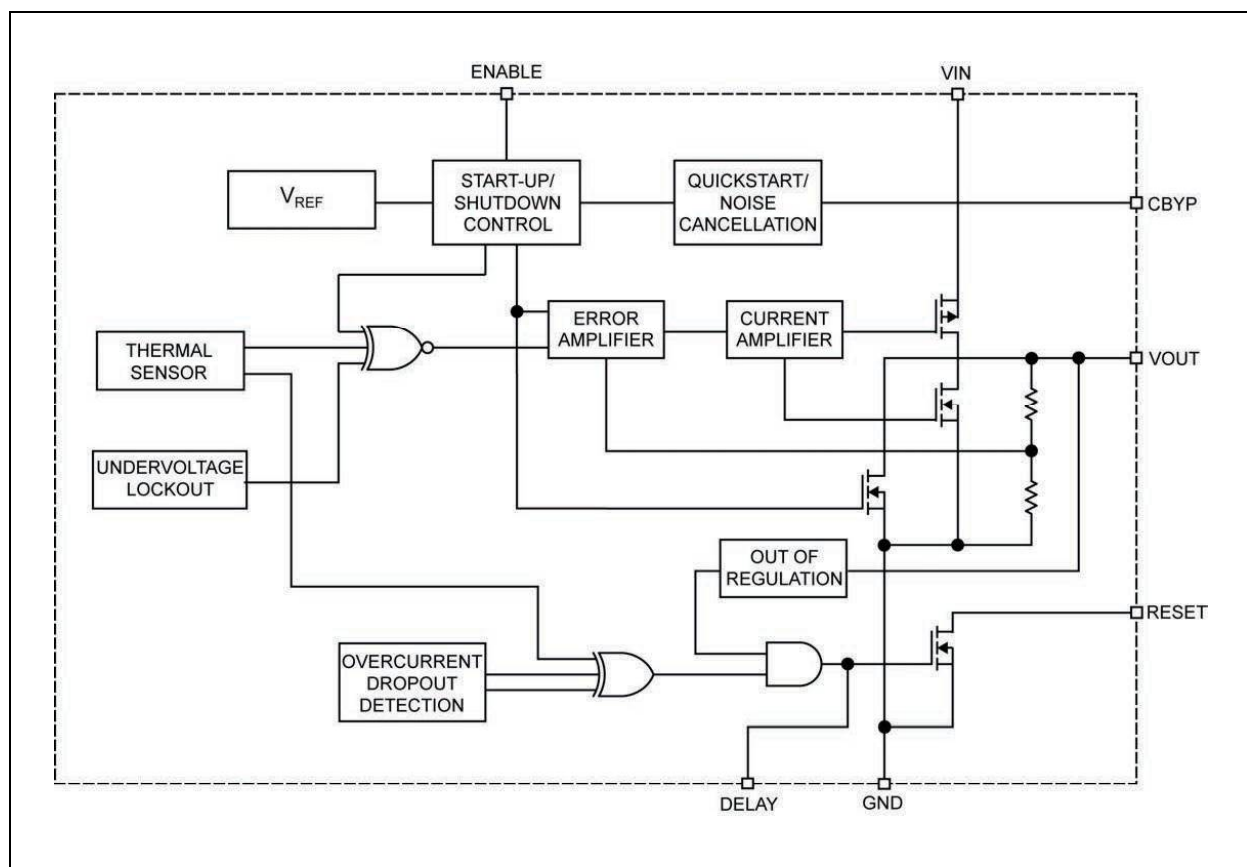 ENABLE
VIN
V_REF
START-UP/
SHUTDOWN
CONTROL
QUICKSTART/
NOISE
CANCELLATION
CBYP
THERMAL
SENSOR
ERROR
AMPLIFIER
CURRENT
AMPLIFIER
VOUT
UNDERVOLTAGE
LOCKOUT
OUT OF
REGULATION
RESET
OVERCURRENT
DROPOUT
DETECTION
DELAY
GND